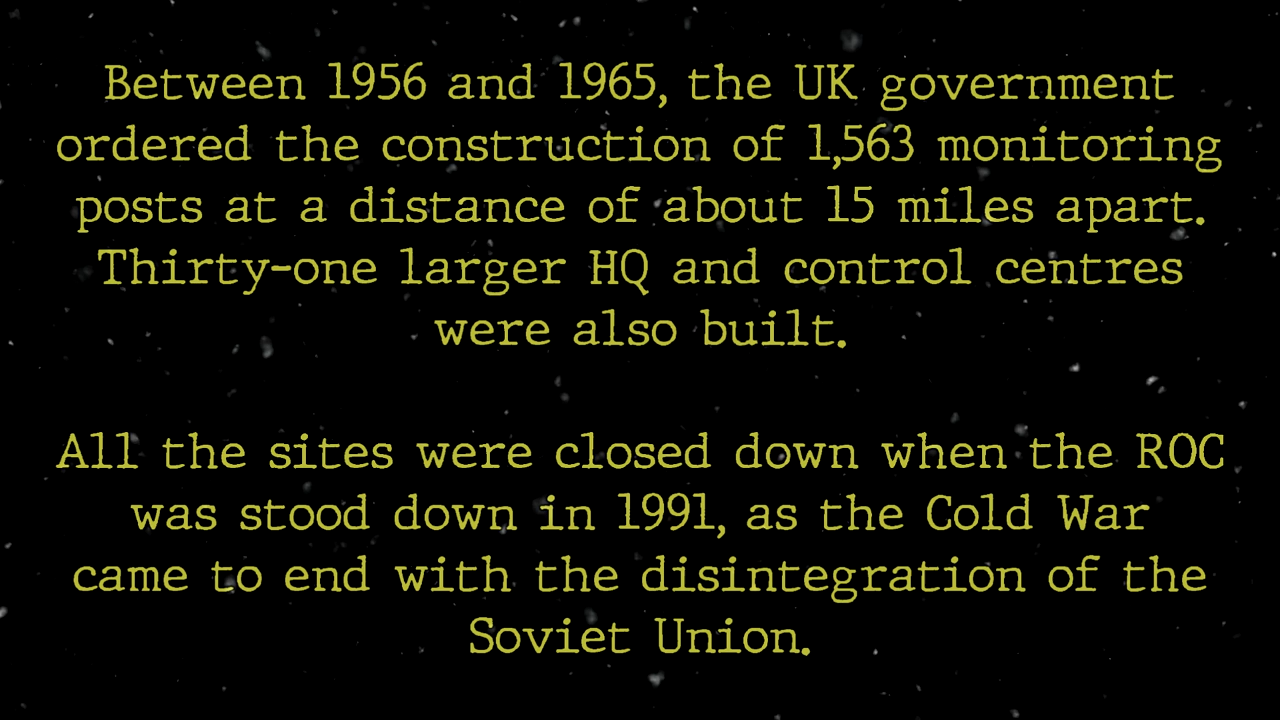 Between 1956 and 1965, the UK government
ordered the construction of 1,563 monitoring
posts at a distance of about 15 miles apart.
Thirty-one larger HQ and control centres
were also built.
All the sites were closed down when the ROC
was stood down in 1991, as the Cold War
came to end with the disintegration of the
Soviet Union.